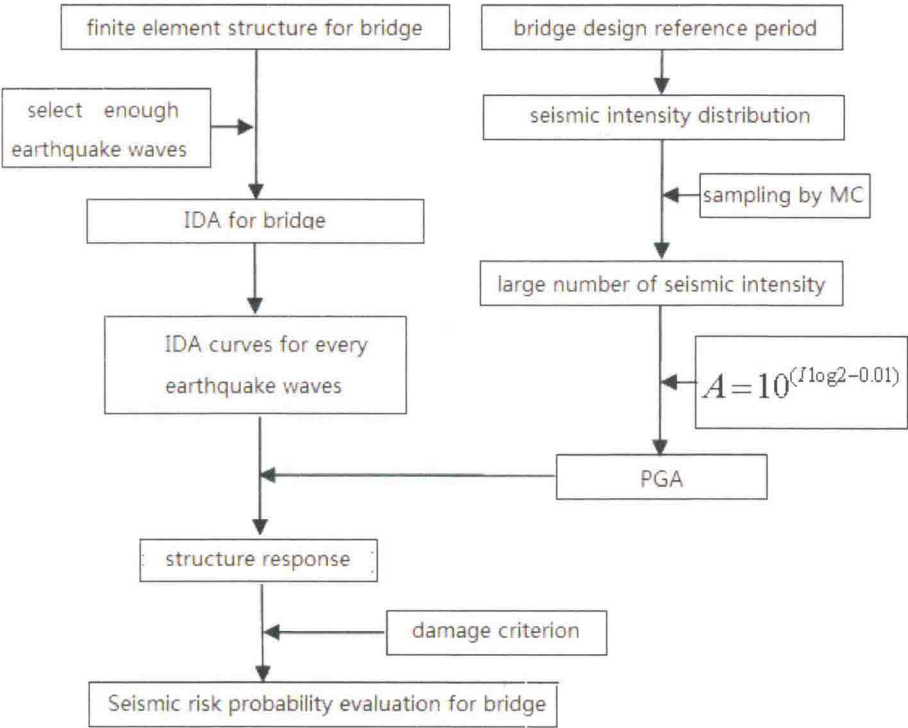 finite element structure for bridge
bridge design reference period
select enough
earthquake waves
seismic intensity distribution
sampling by MC
IDA for bridge
large number of seismic intensity
IDA curves for every
earthquake waves
A=10^(Ilog2−0.01)
PGA
structure response
damage criterion
Seismic risk probability evaluation for bridge